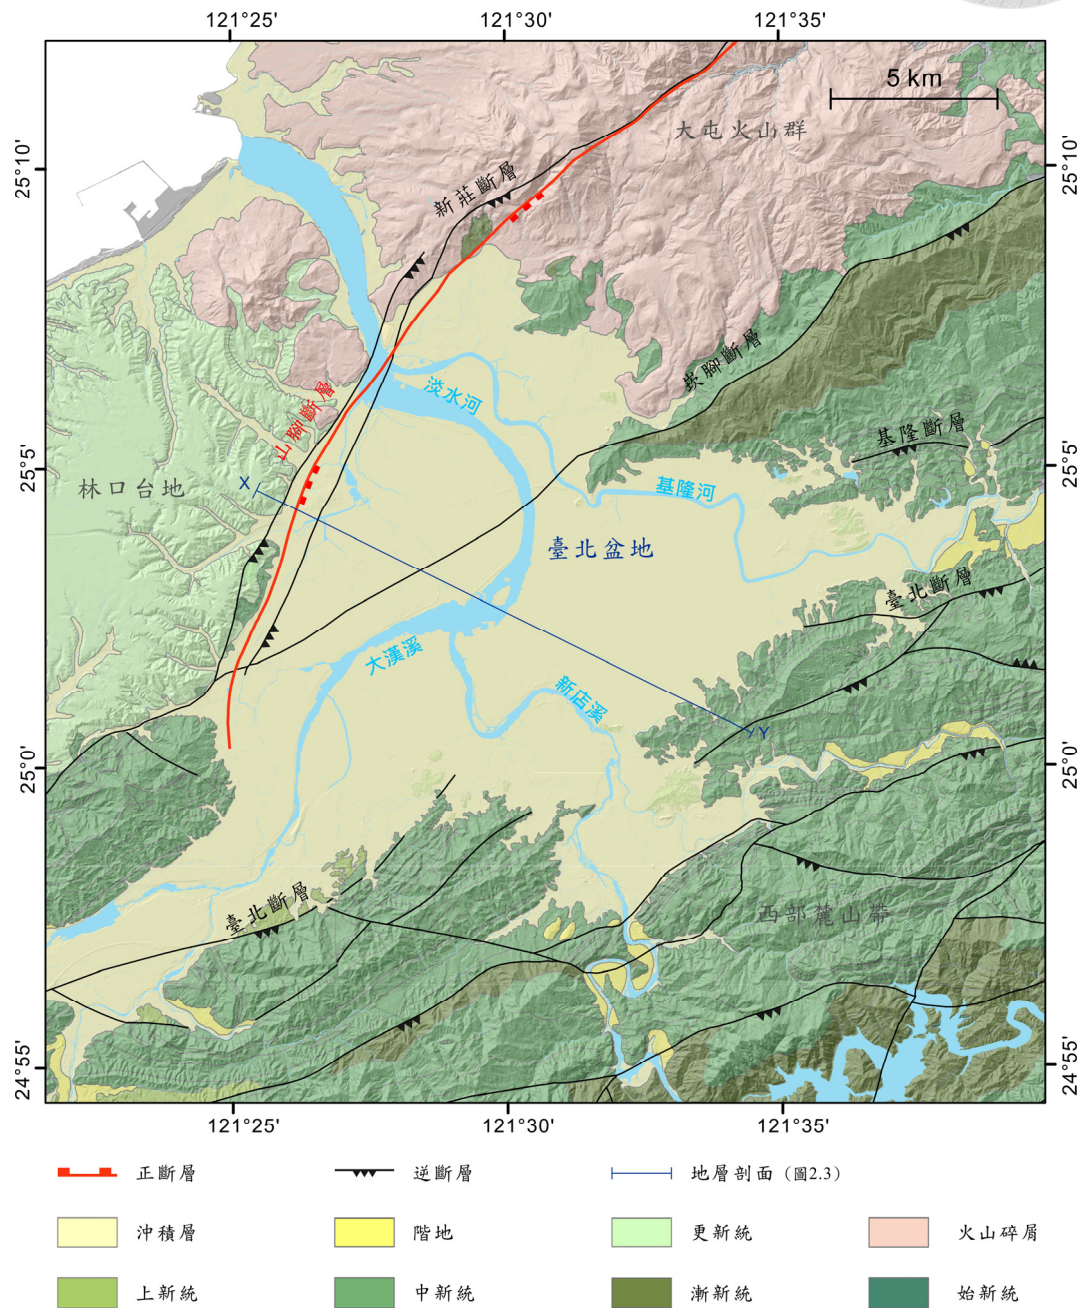 121°25'
121°30'
121°35'
5 km
大屯火山群
25°10'
25°10'
新莊斷層
淡水河
崁腳斷層
山腳斷層
基隆斷層
25°5'
25°5'
林口台地
X
基隆河
臺北盆地
臺北斷層
大漢溪
新店溪
Y
25°0'
25°0'
臺北斷層
西部麓山帶
24°55'
24°55'
121°25'
121°30'
121°35'
正斷層
逆斷層
地層剖面（圖2.3）
沖積層
階地
更新統
火山碎屑
上新統
中新統
漸新統
始新統